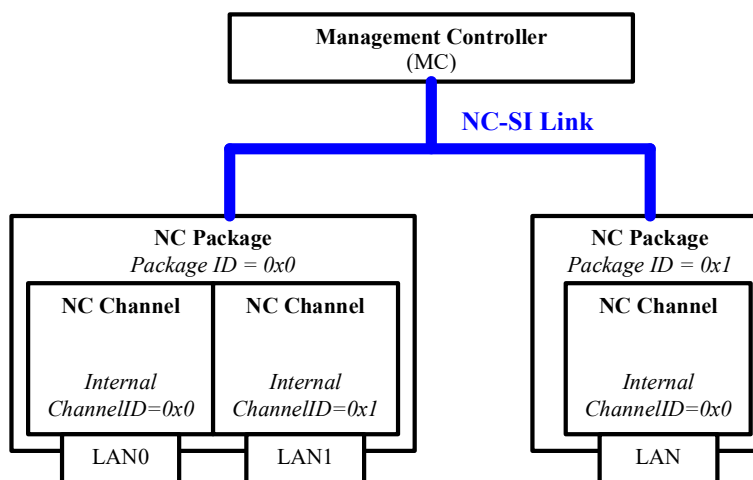 Management Controller
(MC)
NC-SI Link
NC Package
Package ID = 0x0
NC Channel
Internal
ChannelID=0x0
NC Channel
Internal
ChannelID=0x1
LAN0
LAN1
NC Package
Package ID = 0x1
NC Channel
Internal
ChannelID=0x0
LAN